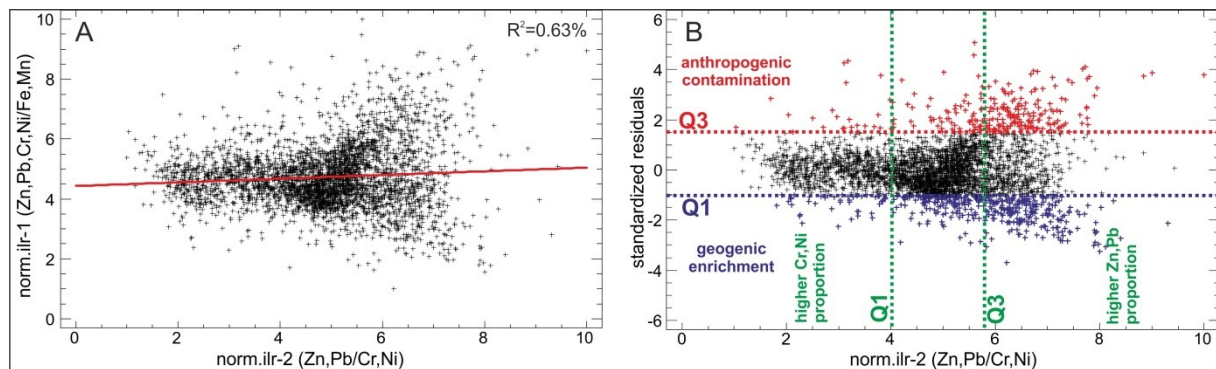 A
R²=0.63%
norm.ilr-1 (Zn,Pb,Cr,Ni/Fe,Mn)
10
8
6
4
2
0
0 2 4 6 8 10
norm.ilr-2 (Zn,Pb/Cr,Ni)
B
anthropogenic
contamination
Q3
Q1
geogenic
enrichment
higher Cr,Ni
proportion
Q1
Q3
higher Zn,Pb
proportion
standardized residuals
6
4
2
0
-2
-4
-6
0 2 4 6 8 10
norm.ilr-2 (Zn,Pb/Cr,Ni)